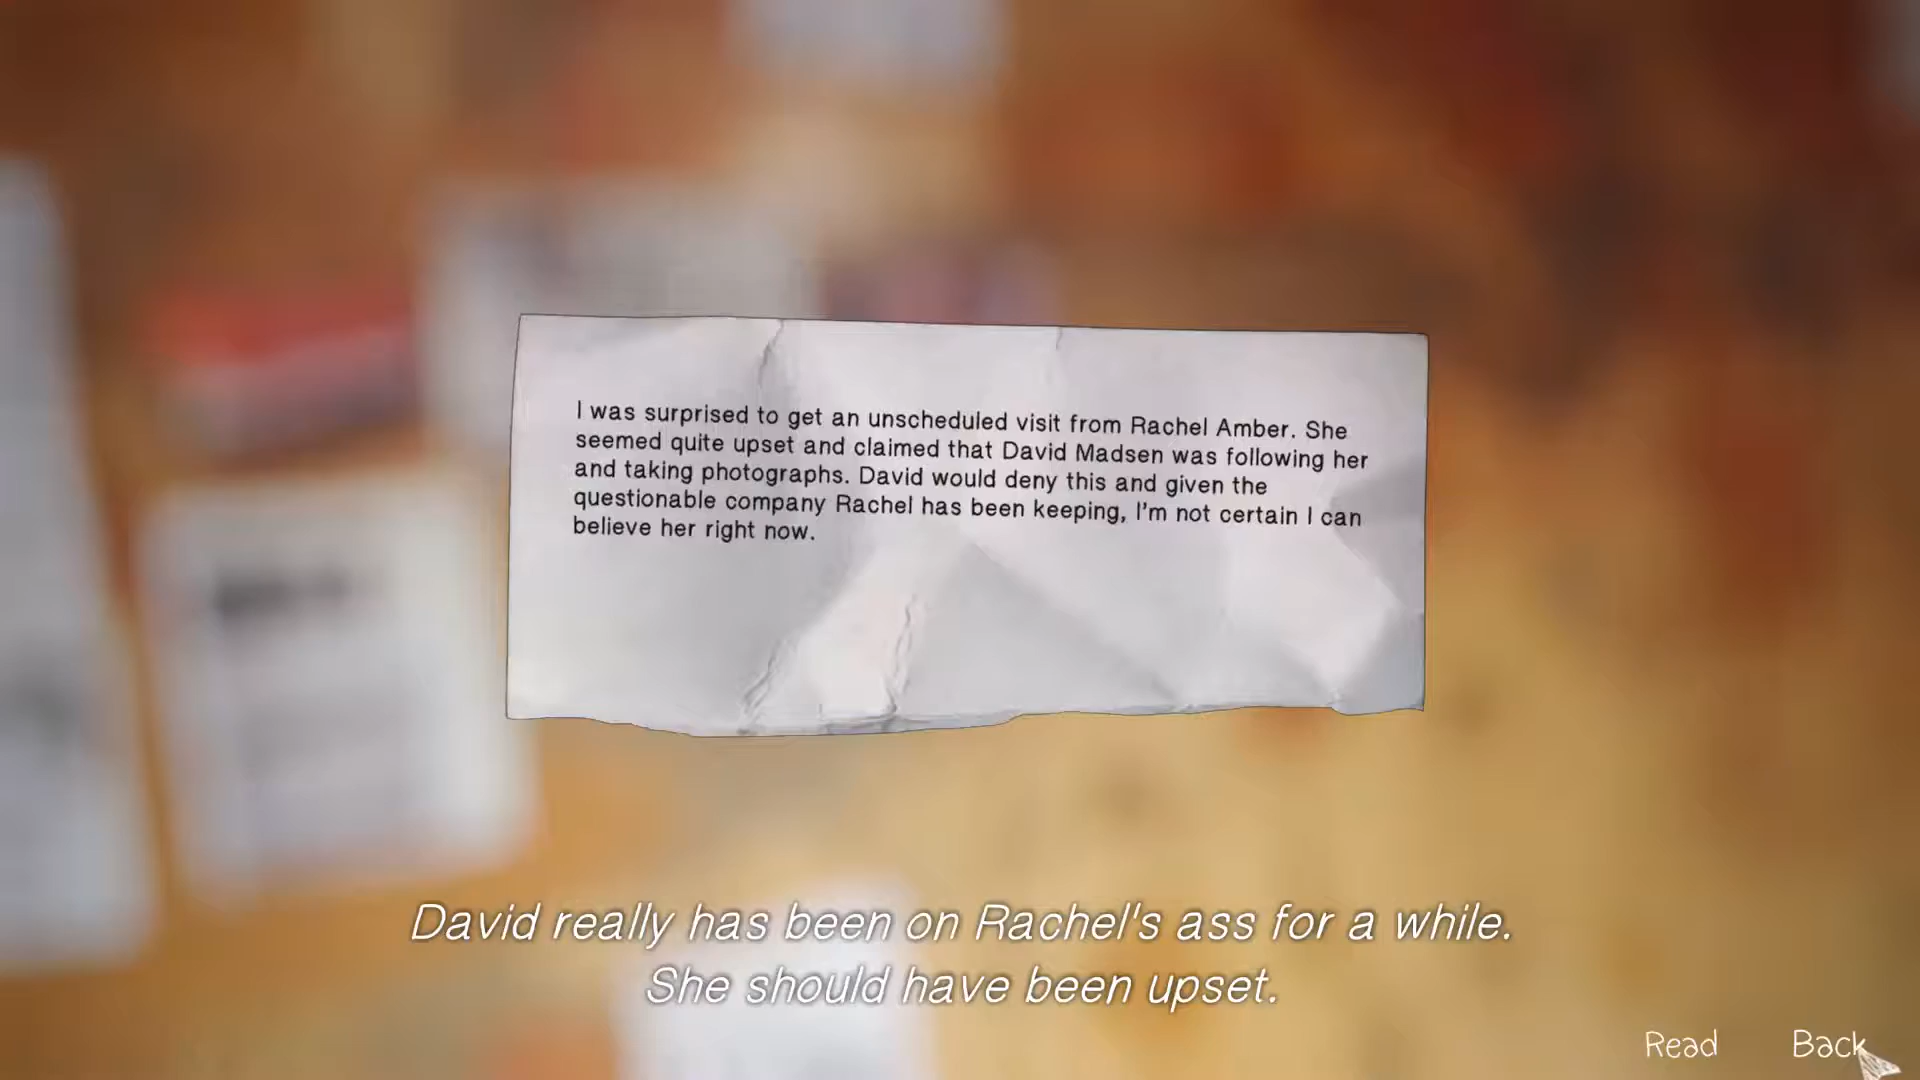 I was surprised to get an unscheduled visit from Rachel Amber. She
seemed quite upset and claimed that David Madsen was following her
and taking photographs. David would deny this and given the
questionable company Rachel has been keeping, I'm not certain I can
believe her right now.
David really has been on Rachel's ass for a while.
She should have been upset.
Read Back